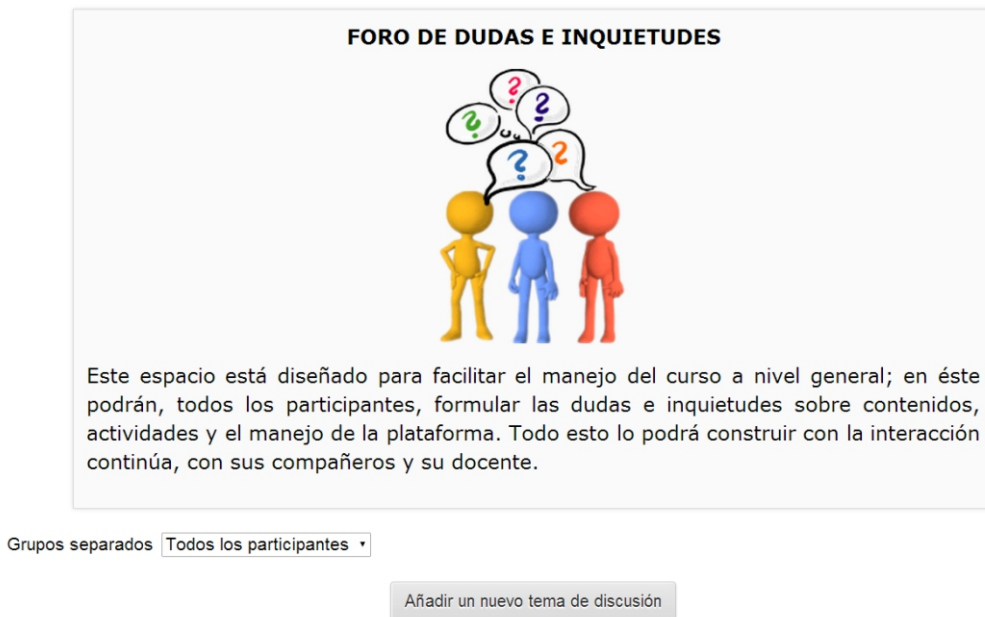 FORO DE DUDAS E INQUIETUDES
? ? ? ? ?
Este espacio está diseñado para facilitar el manejo del curso a nivel general; en éste
podrán, todos los participantes, formular las dudas e inquietudes sobre contenidos,
actividades y el manejo de la plataforma. Todo esto lo podrá construir con la interacción
continúa, con sus compañeros y su docente.
Grupos separados Todos los participantes
Añadir un nuevo tema de discusión